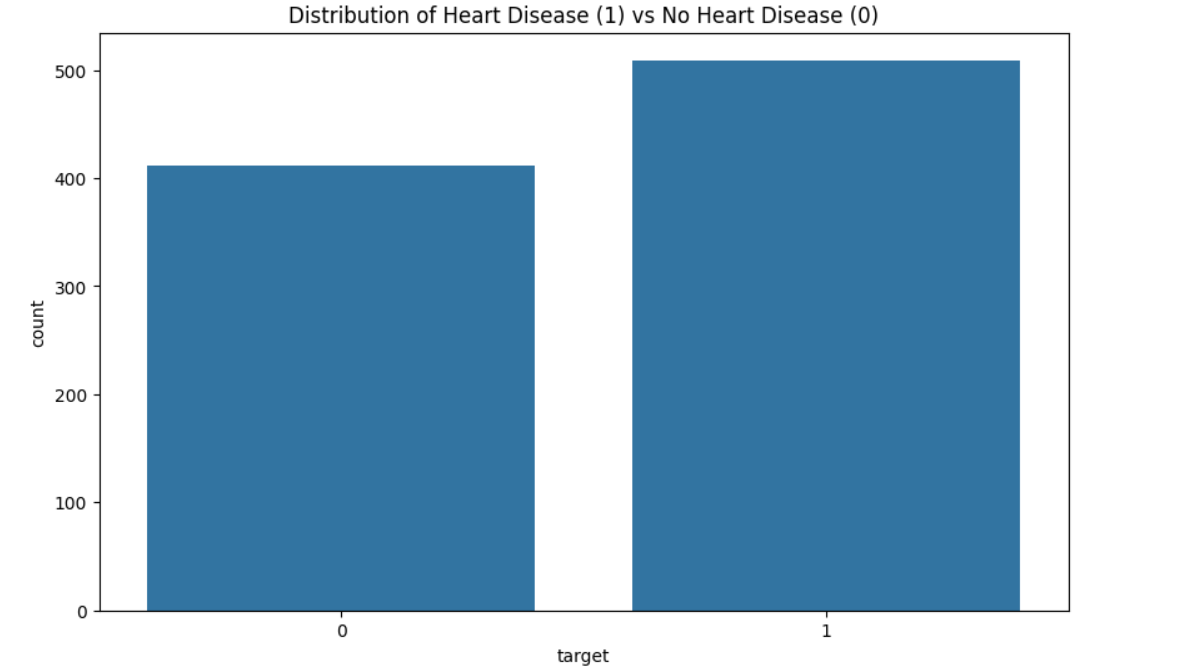 Distribution of Heart Disease (1) vs No Heart Disease (0)
500
400
300
200
100
0
count
0
1
target